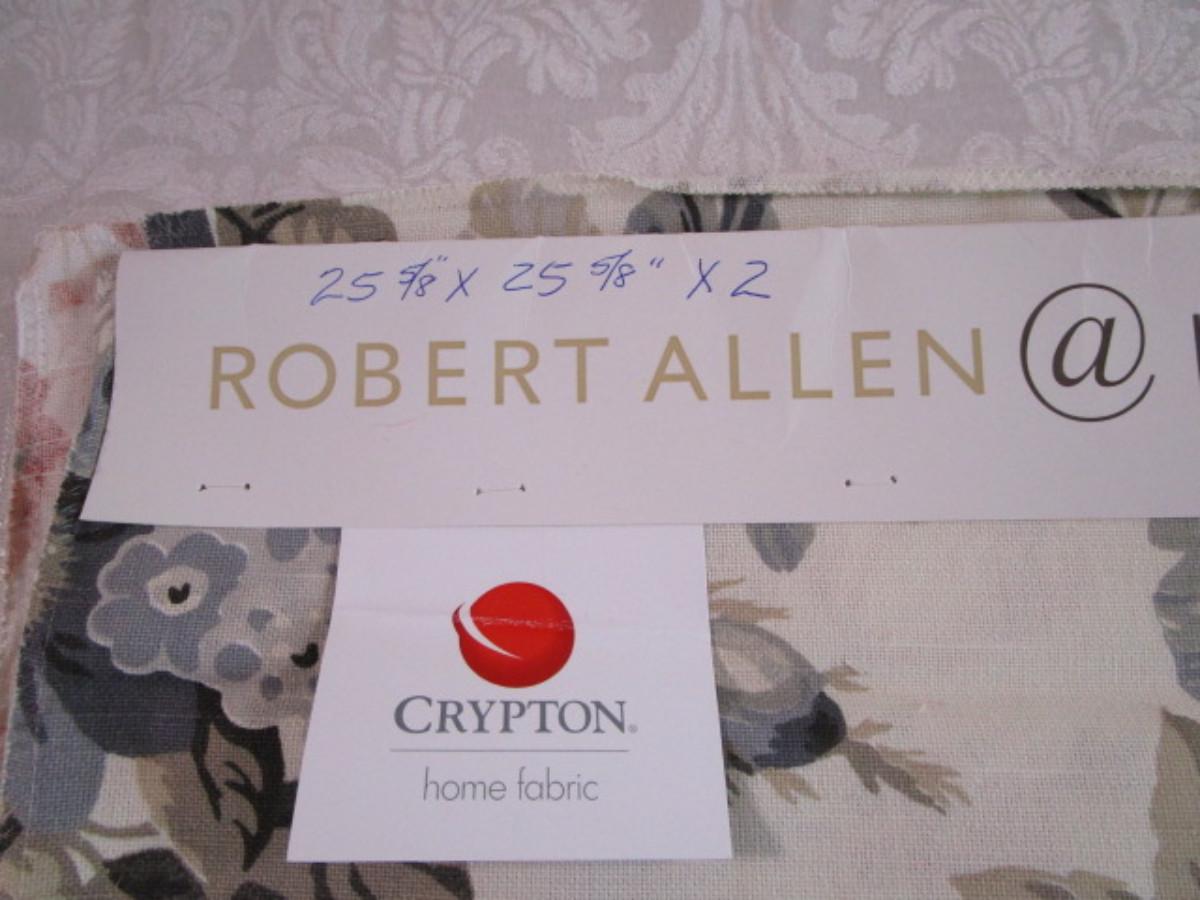 25 5/8" X 25 5/8" X 2
ROBERT ALLEN @
CRYPTON®
home fabric